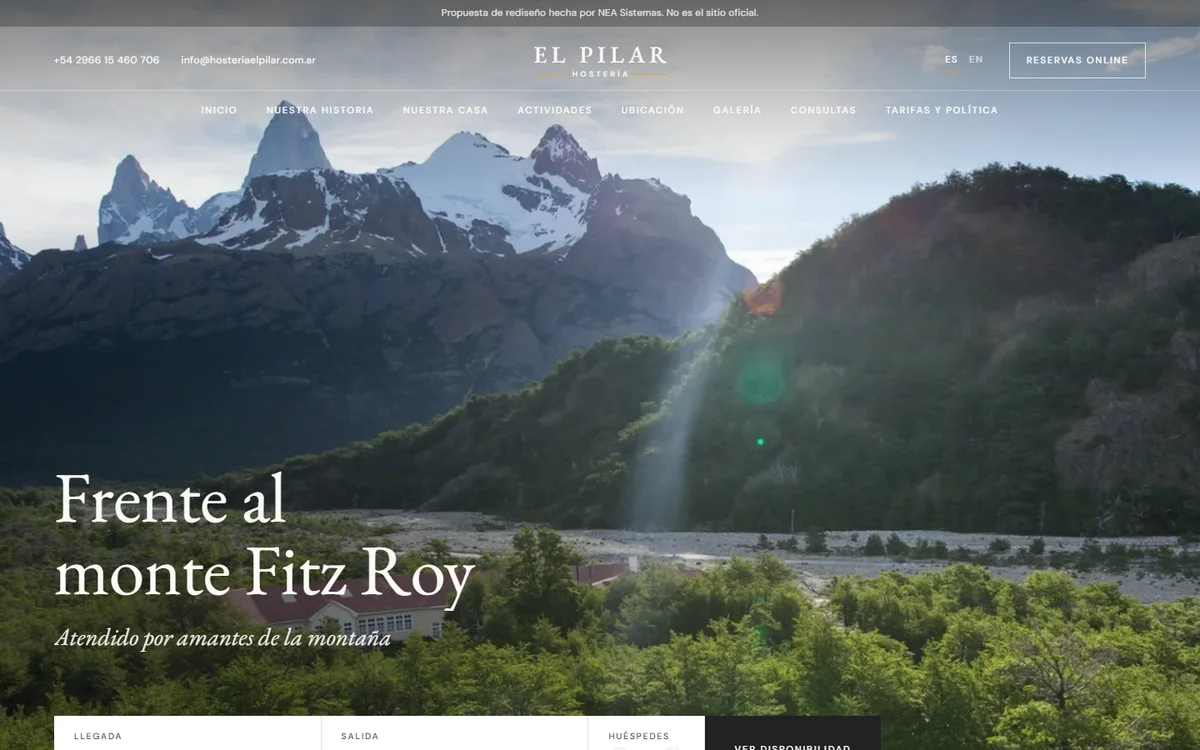 Propuesta de rediseño hecha por NEA Sistemas. No es el sitio oficial.
+54 2966 15 460 706 info@hosteriaelpilar.com.ar
EL PILAR
HOSTERÍA
ES EN
RESERVAS ONLINE
INICIO NUESTRA HISTORIA NUESTRA CASA ACTIVIDADES UBICACIÓN GALERÍA CONSULTAS TARIFAS Y POLÍTICA
Frente al
monte Fitz Roy
Atendido por amantes de la montaña
LLEGADA SALIDA HUÉSPEDES
VER DISPONIBILIDAD